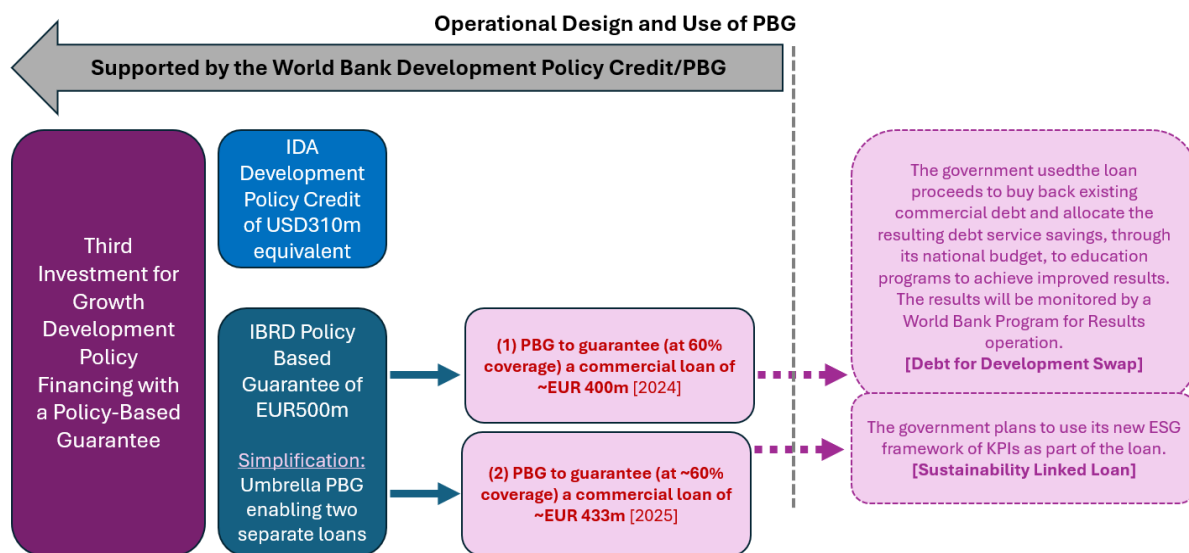 Operational Design and Use of PBG
Supported by the World Bank Development Policy Credit/PBG
Third
Investment for
Growth
Development
Policy
Financing with
a Policy-Based
Guarantee
IDA
Development
Policy Credit
of USD310m
equivalent
IBRD Policy
Based
Guarantee of
EUR500m
Simplification:
Umbrella PBG
enabling two
separate loans
(1) PBG to guarantee (at 60%
coverage) a commercial loan of
~EUR 400m [2024]
(2) PBG to guarantee (at ~60%
coverage) a commercial loan of
~EUR 433m [2025]
The government usedthe loan
proceeds to buy back existing
commercial debt and allocate the
resulting debt service savings, through
its national budget, to education
programs to achieve improved results.
The results will be monitored by a
World Bank Program for Results
operation.
[Debt for Development Swap]
The government plans to use its new ESG
framework of KPIs as part of the loan.
[Sustainability Linked Loan]